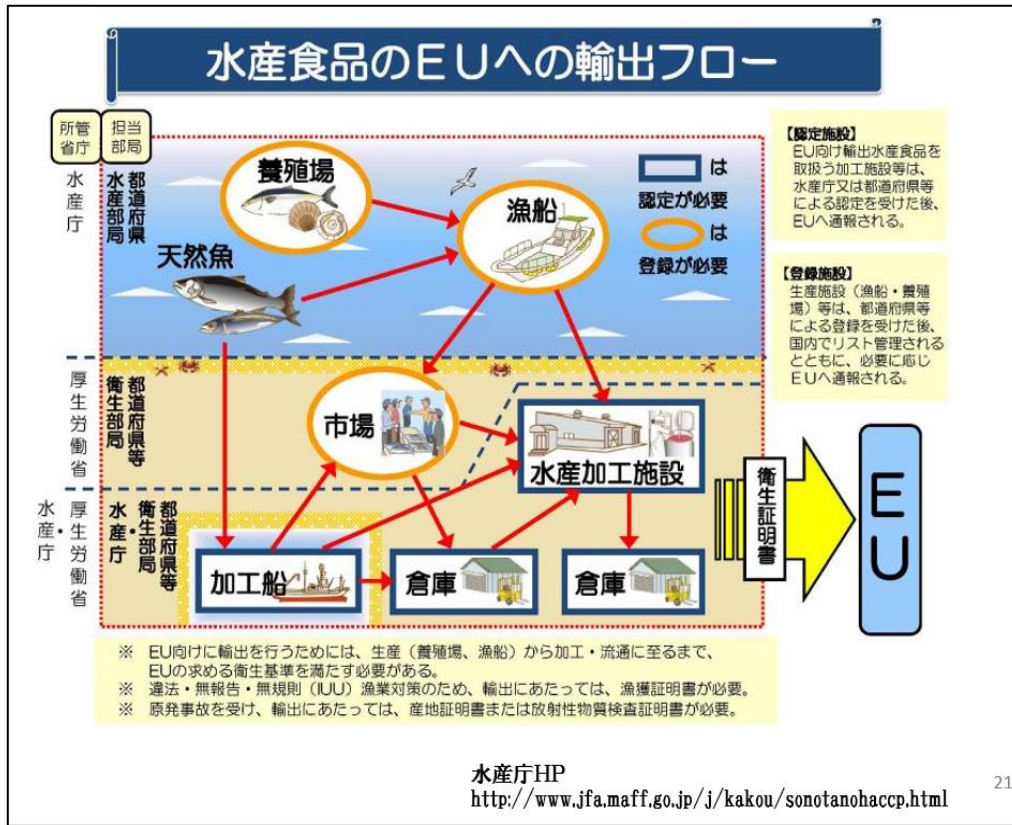 水産食品のEUへの輸出フロー
所管
省庁
担当
部局
水産庁
都道府県
水産部局
養殖場
天然魚
漁船
は
認定が必要
は
登録が必要
【認定施設】
EU向け輸出水産食品を
取扱う加工施設等は、
水産庁又は都道府県等
による認定を受けた後、
EUへ通報される。
【登録施設】
生産施設（漁船・養殖
場）等は、都道府県等
による登録を受けた後、
国内でリスト管理される
とともに、必要に応じ
EUへ通報される。
厚生労働省
都道府県等
衛生部局
市場
水産加工施設
厚生労働省・
水産庁
都道府県等
衛生部局・
水産庁
加工船
倉庫
倉庫
衛生証明書
EU
※ EU向けに輸出を行うためには、生産（養殖場、漁船）から加工・流通に至るまで、
EUの求める衛生基準を満たす必要がある。
※ 違法・無報告・無規則（IUU）漁業対策のため、輸出にあたっては、漁獲証明書が必要。
※ 原発事故を受け、輸出にあたっては、産地証明書または放射性物質検査証明書が必要。
水産庁HP
http://www.jfa.maff.go.jp/j/kakou/sonotanohaccp.html
21